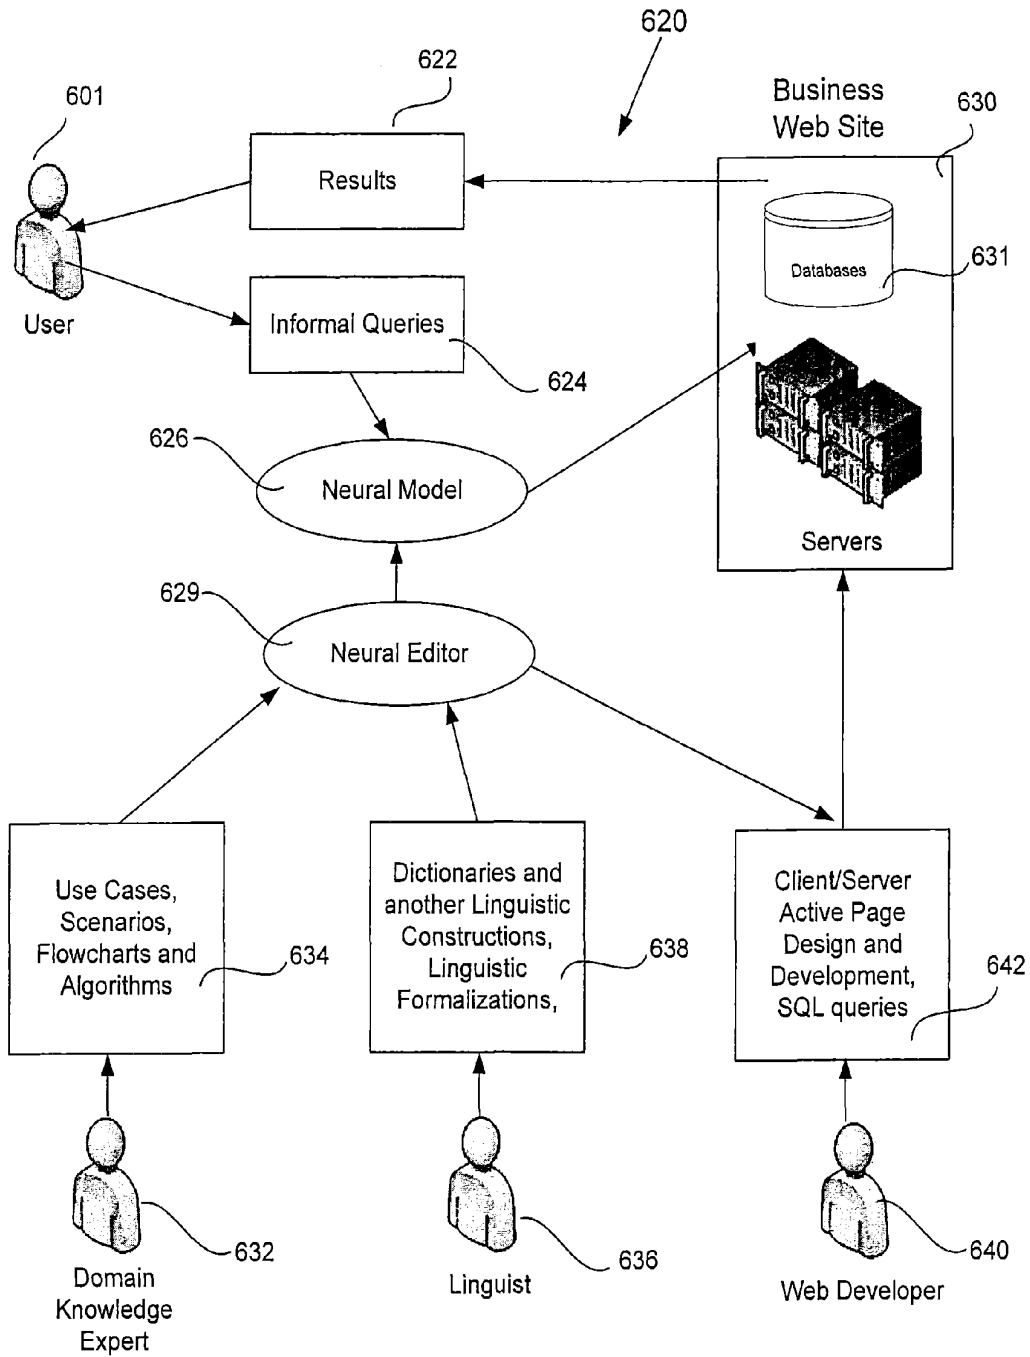 620
622
601
Business
Web Site
630
Results
631
Databases
User
Informal Queries
624
626
Neural Model
Servers
629
Neural Editor
Use Cases,
Scenarios,
Flowcharts and
Algorithms
634
Dictionaries and
another Linguistic
Constructions,
Linguistic
Formalizations,
638
Client/Server
Active Page
Design and
Development,
SQL queries
642
632
Domain
Knowledge
Expert
636
Linguist
640
Web Developer